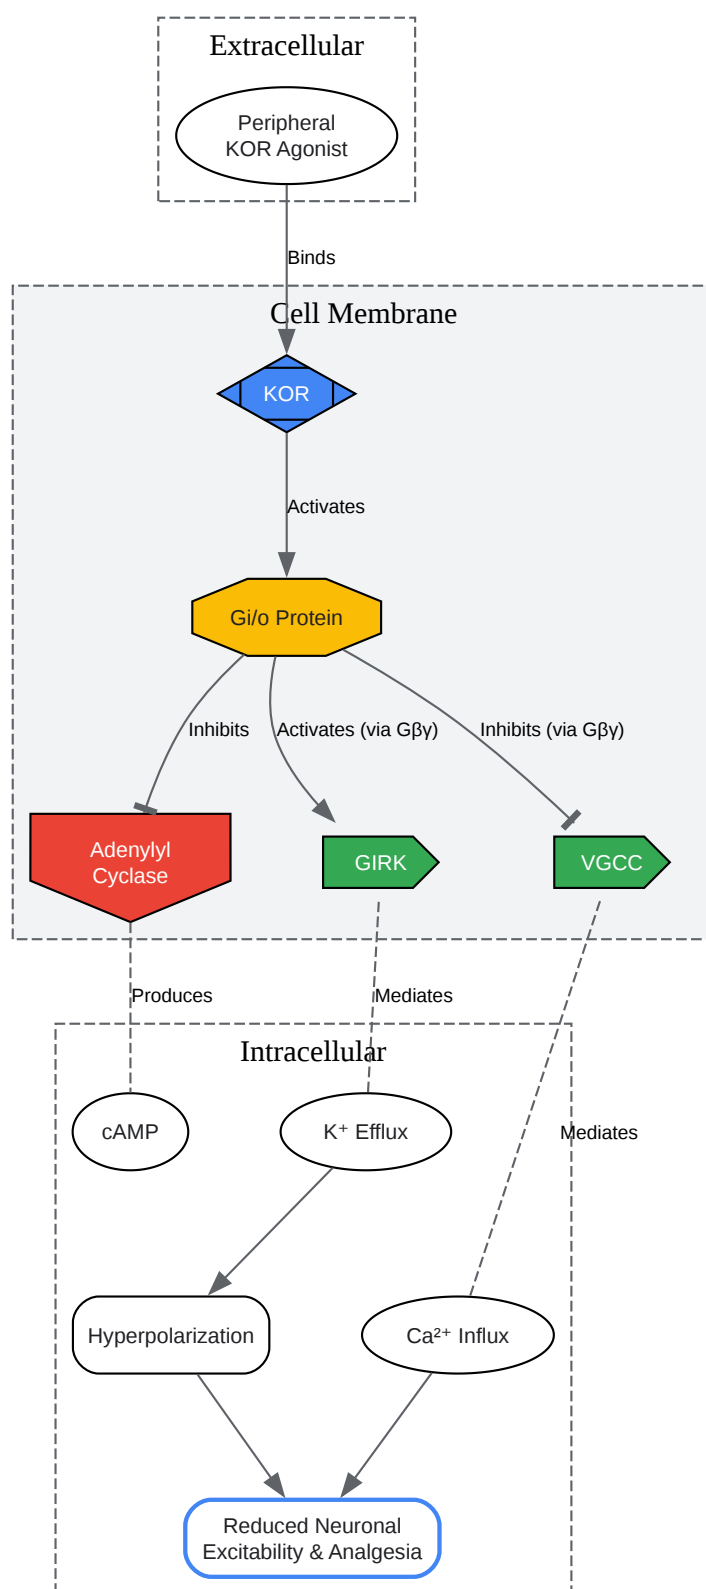 Extracellular
Peripheral
KOR Agonist
Binds
Cell Membrane
KOR
Activates
Gi/o Protein
Inhibits
Activates (via Gβγ)
Inhibits (via Gβγ)
Adenylyl
Cyclase
GIRK
VGCC
Produces
Mediates
Intracellular
cAMP
K⁺ Efflux
Mediates
Hyperpolarization
Ca²⁺ Influx
Reduced Neuronal
Excitability & Analgesia